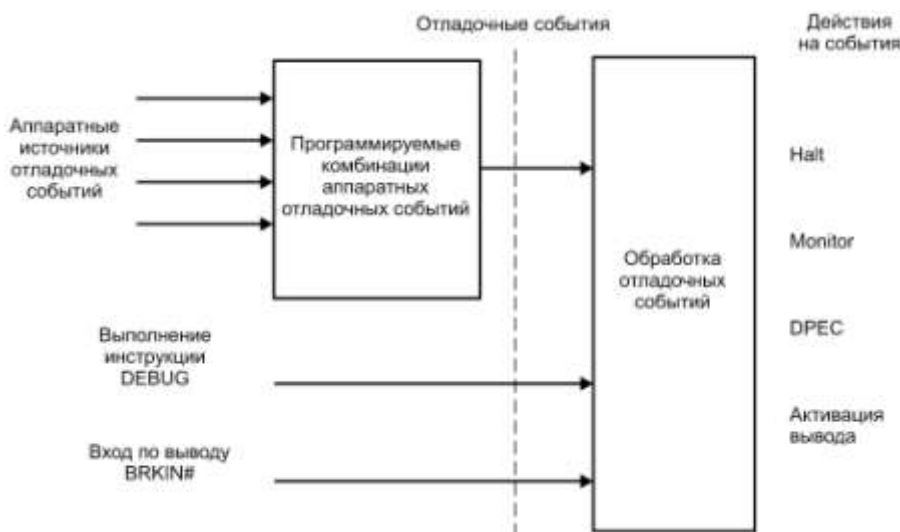 Отладочные события
Действия
на события
Аппаратные
источники
отладочных
событий
Программируемые
комбинации
аппаратных
отладочных событий
Halt
Monitor
Обработка
отладочных
событий
DPEC
Выполнение
инструкции
DEBUG
Активация
вывода
Вход по выводу
BRKIN#